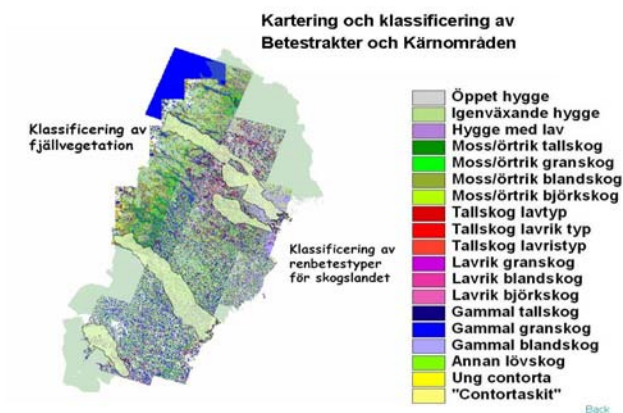 Kartering och klassificering av
Betestrakter och Kärnområden
Klassificering av
fjällvegetation
Klassificering av
renbetestyper
för skogslandet
Öppet hygge
Igenväxande hygge
Hygge med lav
Moss/örtrik tallskog
Moss/örtrik granskog
Moss/örtrik blandskog
Moss/örtrik björkskog
Tallskog lavtyp
Tallskog lavrik typ
Tallskog lavristyp
Lavrik granskog
Lavrik blandskog
Lavrik björkskog
Gammal tallskog
Gammal granskog
Gammal blandskog
Annan lövskog
Ung contorta
"Contortaskit"
Back